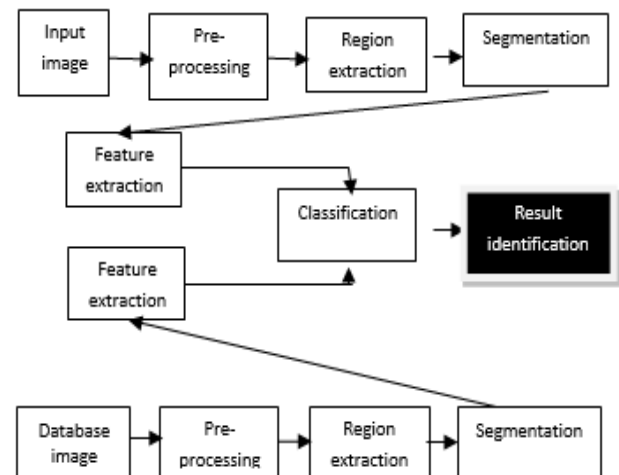 Input
image
Pre-
processing
Region
extraction
Segmentation
Feature
extraction
Classification
Result
identification
Feature
extraction
Database
image
Pre-
processing
Region
extraction
Segmentation